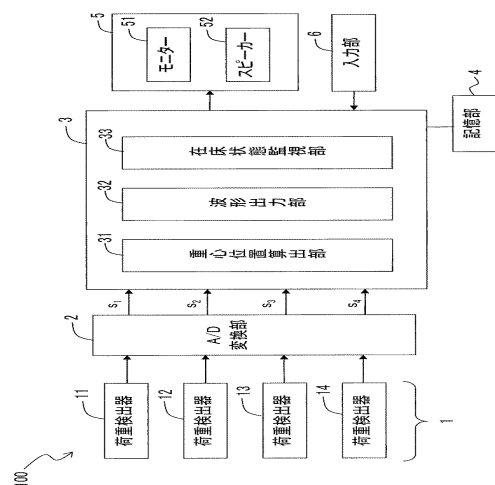 100
1
11
荷重検出器
12
荷重検出器
13
荷重検出器
14
荷重検出器
2
A/D
変換部
s1
s2
s3
s4
3
31
重心位置算出部
32
波形出力部
33
在床状態監視部
4
記憶部
5
51
モニター
52
スピーカー
6
入力部